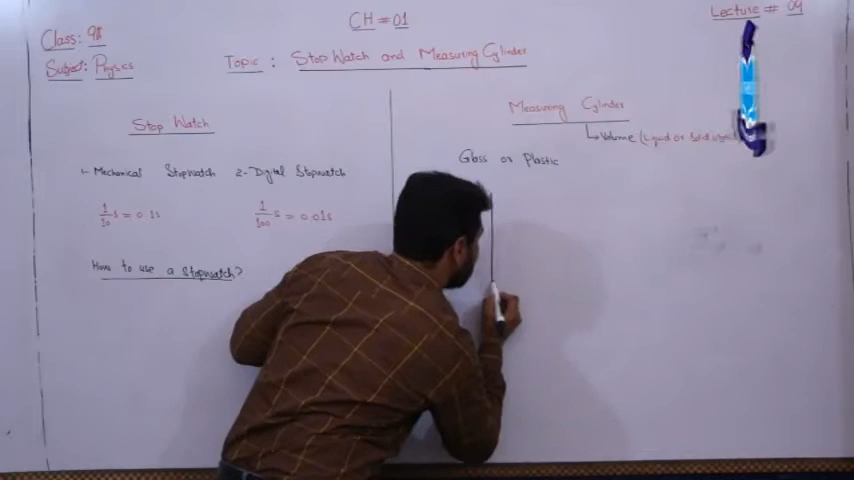 CH = 01
Lecture # 09
Class: 9th
Subject: Physics
Topic : Stop Watch and Measuring Cylinder
Stop Watch
1- Mechanical Stopwatch 2- Digital Stopwatch
1/10 s = 0.1s 1/100 s = 0.01s
How to use a Stopwatch?
Measuring Cylinder
↳ Volume (Liquid or Solid
Glass or Plastic